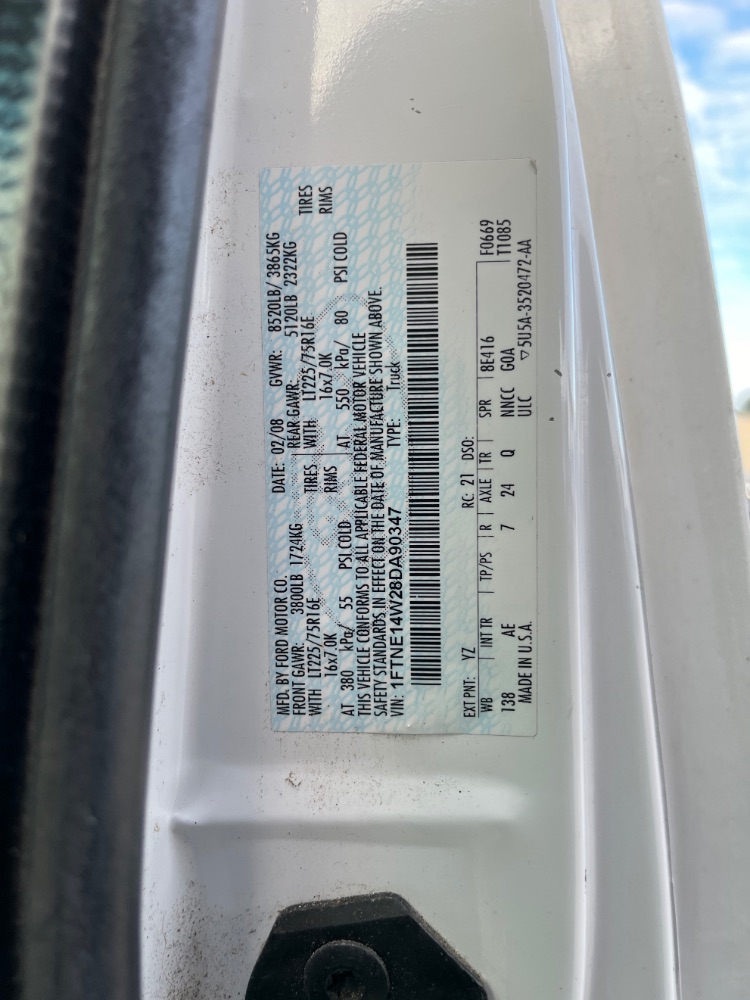 MFD. BY FORD MOTOR CO. DATE: 02/08 GVWR: 8520LB/ 3865KG
FRONT GAWR: 3800LB 1724KG REAR GAWR: 5120LB 2322KG
WITH LT225/75R16E TIRES WITH LT225/75R16E TIRES
16x7.0K RIMS 16x7.0K RIMS
AT 380 kPa/ 55 PSI COLD AT 550 kPa/ 80 PSI COLD
THIS VEHICLE CONFORMS TO ALL APPLICABLE FEDERAL MOTOR VEHICLE
SAFETY STANDARDS IN EFFECT ON THE DATE OF MANUFACTURE SHOWN ABOVE.
VIN: 1FTNE14W28DA90347 TYPE: Truck
EXT PNT: YZ RC: 21 DSO: F0669
WB INT TR TP/PS R AXLE TR SPR 8E416 T1085
138 AE 7 24 Q NNCC GOA
MADE IN U.S.A. ULC ▽5U5A-3520472-AA